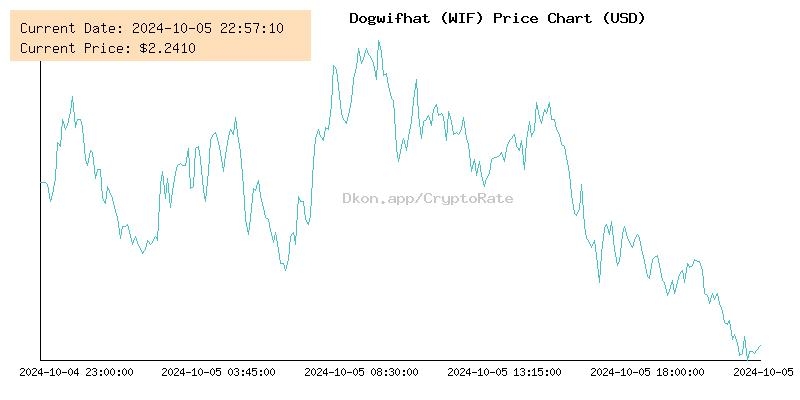 Dogwifhat (WIF) Price Chart (USD)
Current Date: 2024-10-05 22:57:10
Current Price: $2.2410
Dkon.app/CryptoRate
2024-10-04 23:00:00 2024-10-05 03:45:00 2024-10-05 08:30:00 2024-10-05 13:15:00 2024-10-05 18:00:00 2024-10-05